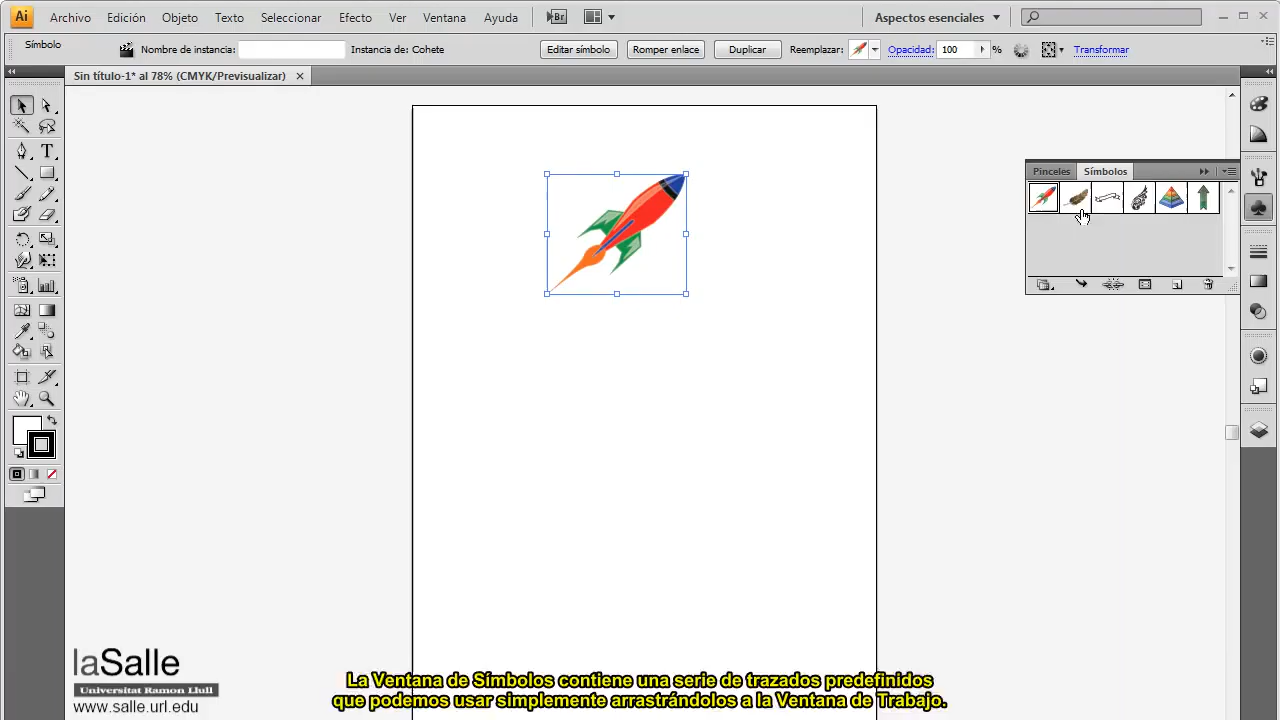 Ai Archivo Edición Objeto Texto Seleccionar Efecto Ver Ventana Ayuda Br Aspectos esenciales
Símbolo Nombre de instancia: Instancia de: Cohete Editar símbolo Romper enlace Duplicar Reemplazar: Opacidad: 100 % Transformar
Sin título-1* al 78% (CMYK/Previsualizar)
Pinceles Símbolos
T
laSalle
Universitat Ramon Llull
www.salle.url.edu
La Ventana de Símbolos contiene una serie de trazados predefinidos
que podemos usar simplemente arrastrándolos a la Ventana de Trabajo.